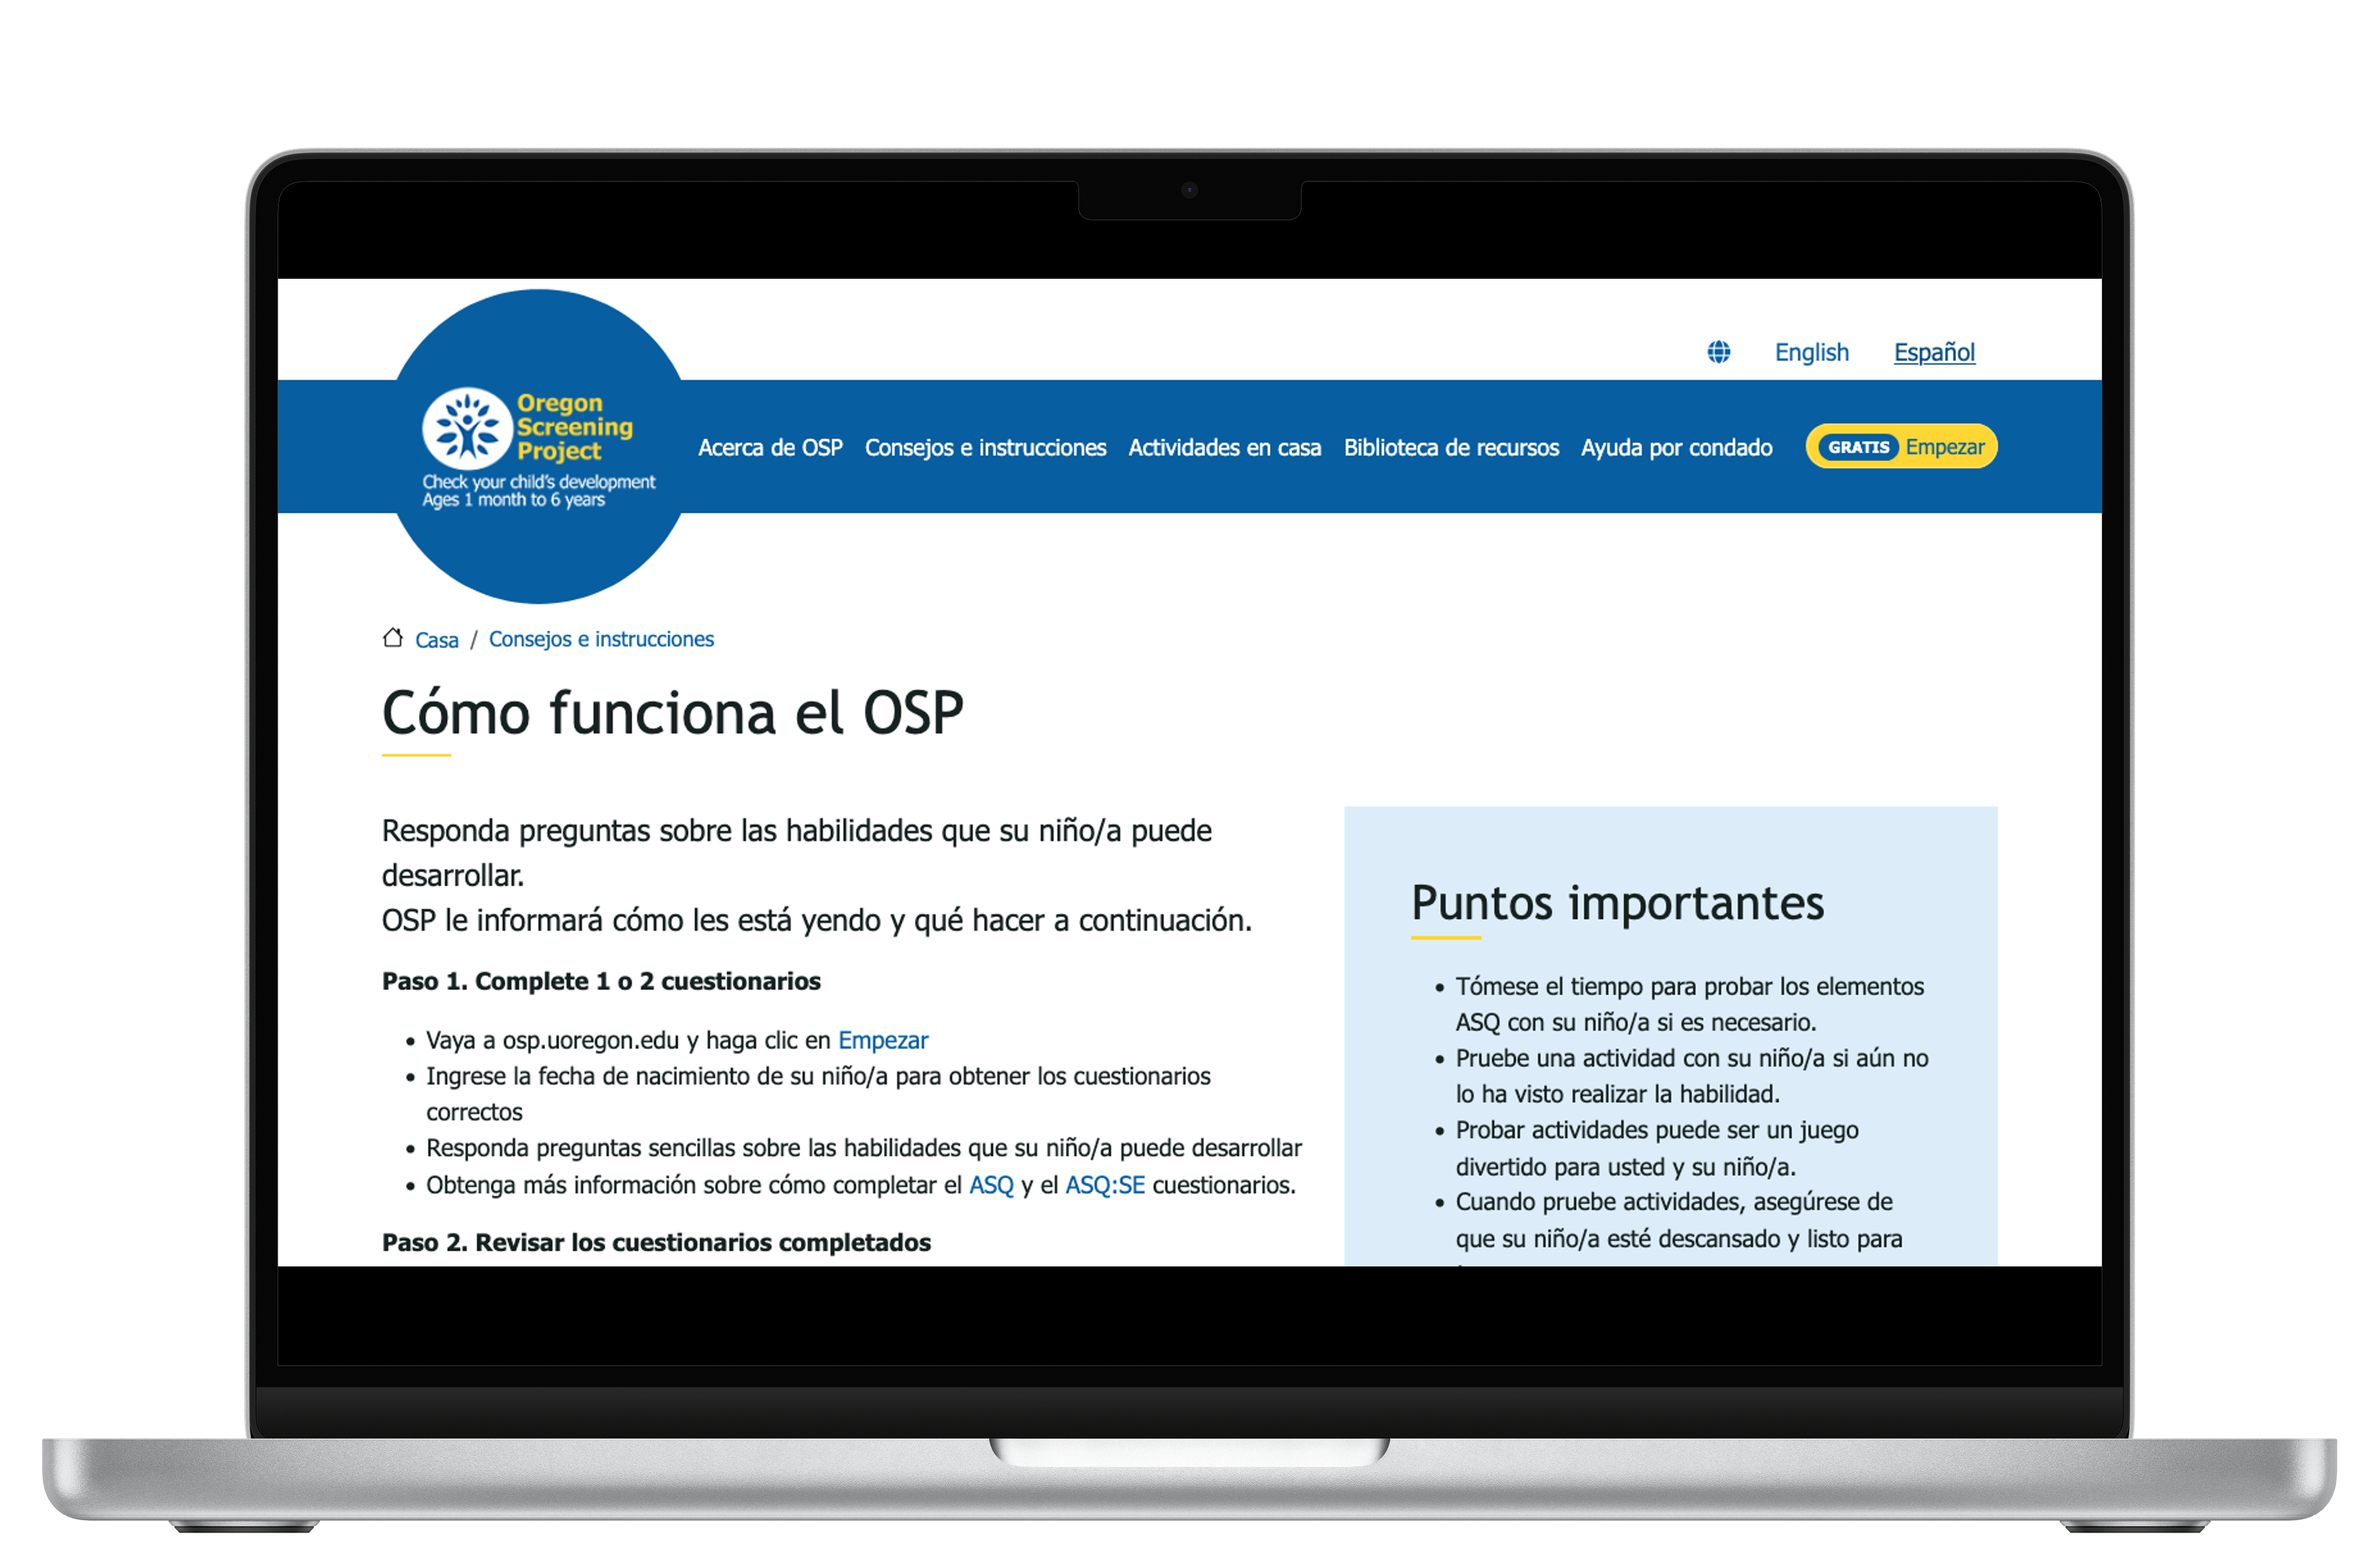 English Español
Oregon
Screening
Project
Check your child's development
Ages 1 month to 6 years
Acerca de OSP Consejos e instrucciones Actividades en casa Biblioteca de recursos Ayuda por condado GRATIS Empezar
Casa / Consejos e instrucciones
Cómo funciona el OSP
Responda preguntas sobre las habilidades que su niño/a puede
desarrollar.
OSP le informará cómo les está yendo y qué hacer a continuación.
Paso 1. Complete 1 o 2 cuestionarios
• Vaya a osp.uoregon.edu y haga clic en Empezar
• Ingrese la fecha de nacimiento de su niño/a para obtener los cuestionarios
correctos
• Responda preguntas sencillas sobre las habilidades que su niño/a puede desarrollar
• Obtenga más información sobre cómo completar el ASQ y el ASQ:SE cuestionarios.
Paso 2. Revisar los cuestionarios completados
Puntos importantes
• Tómese el tiempo para probar los elementos
ASQ con su niño/a si es necesario.
• Pruebe una actividad con su niño/a si aún no
lo ha visto realizar la habilidad.
• Probar actividades puede ser un juego
divertido para usted y su niño/a.
• Cuando pruebe actividades, asegúrese de
que su niño/a esté descansado y listo para